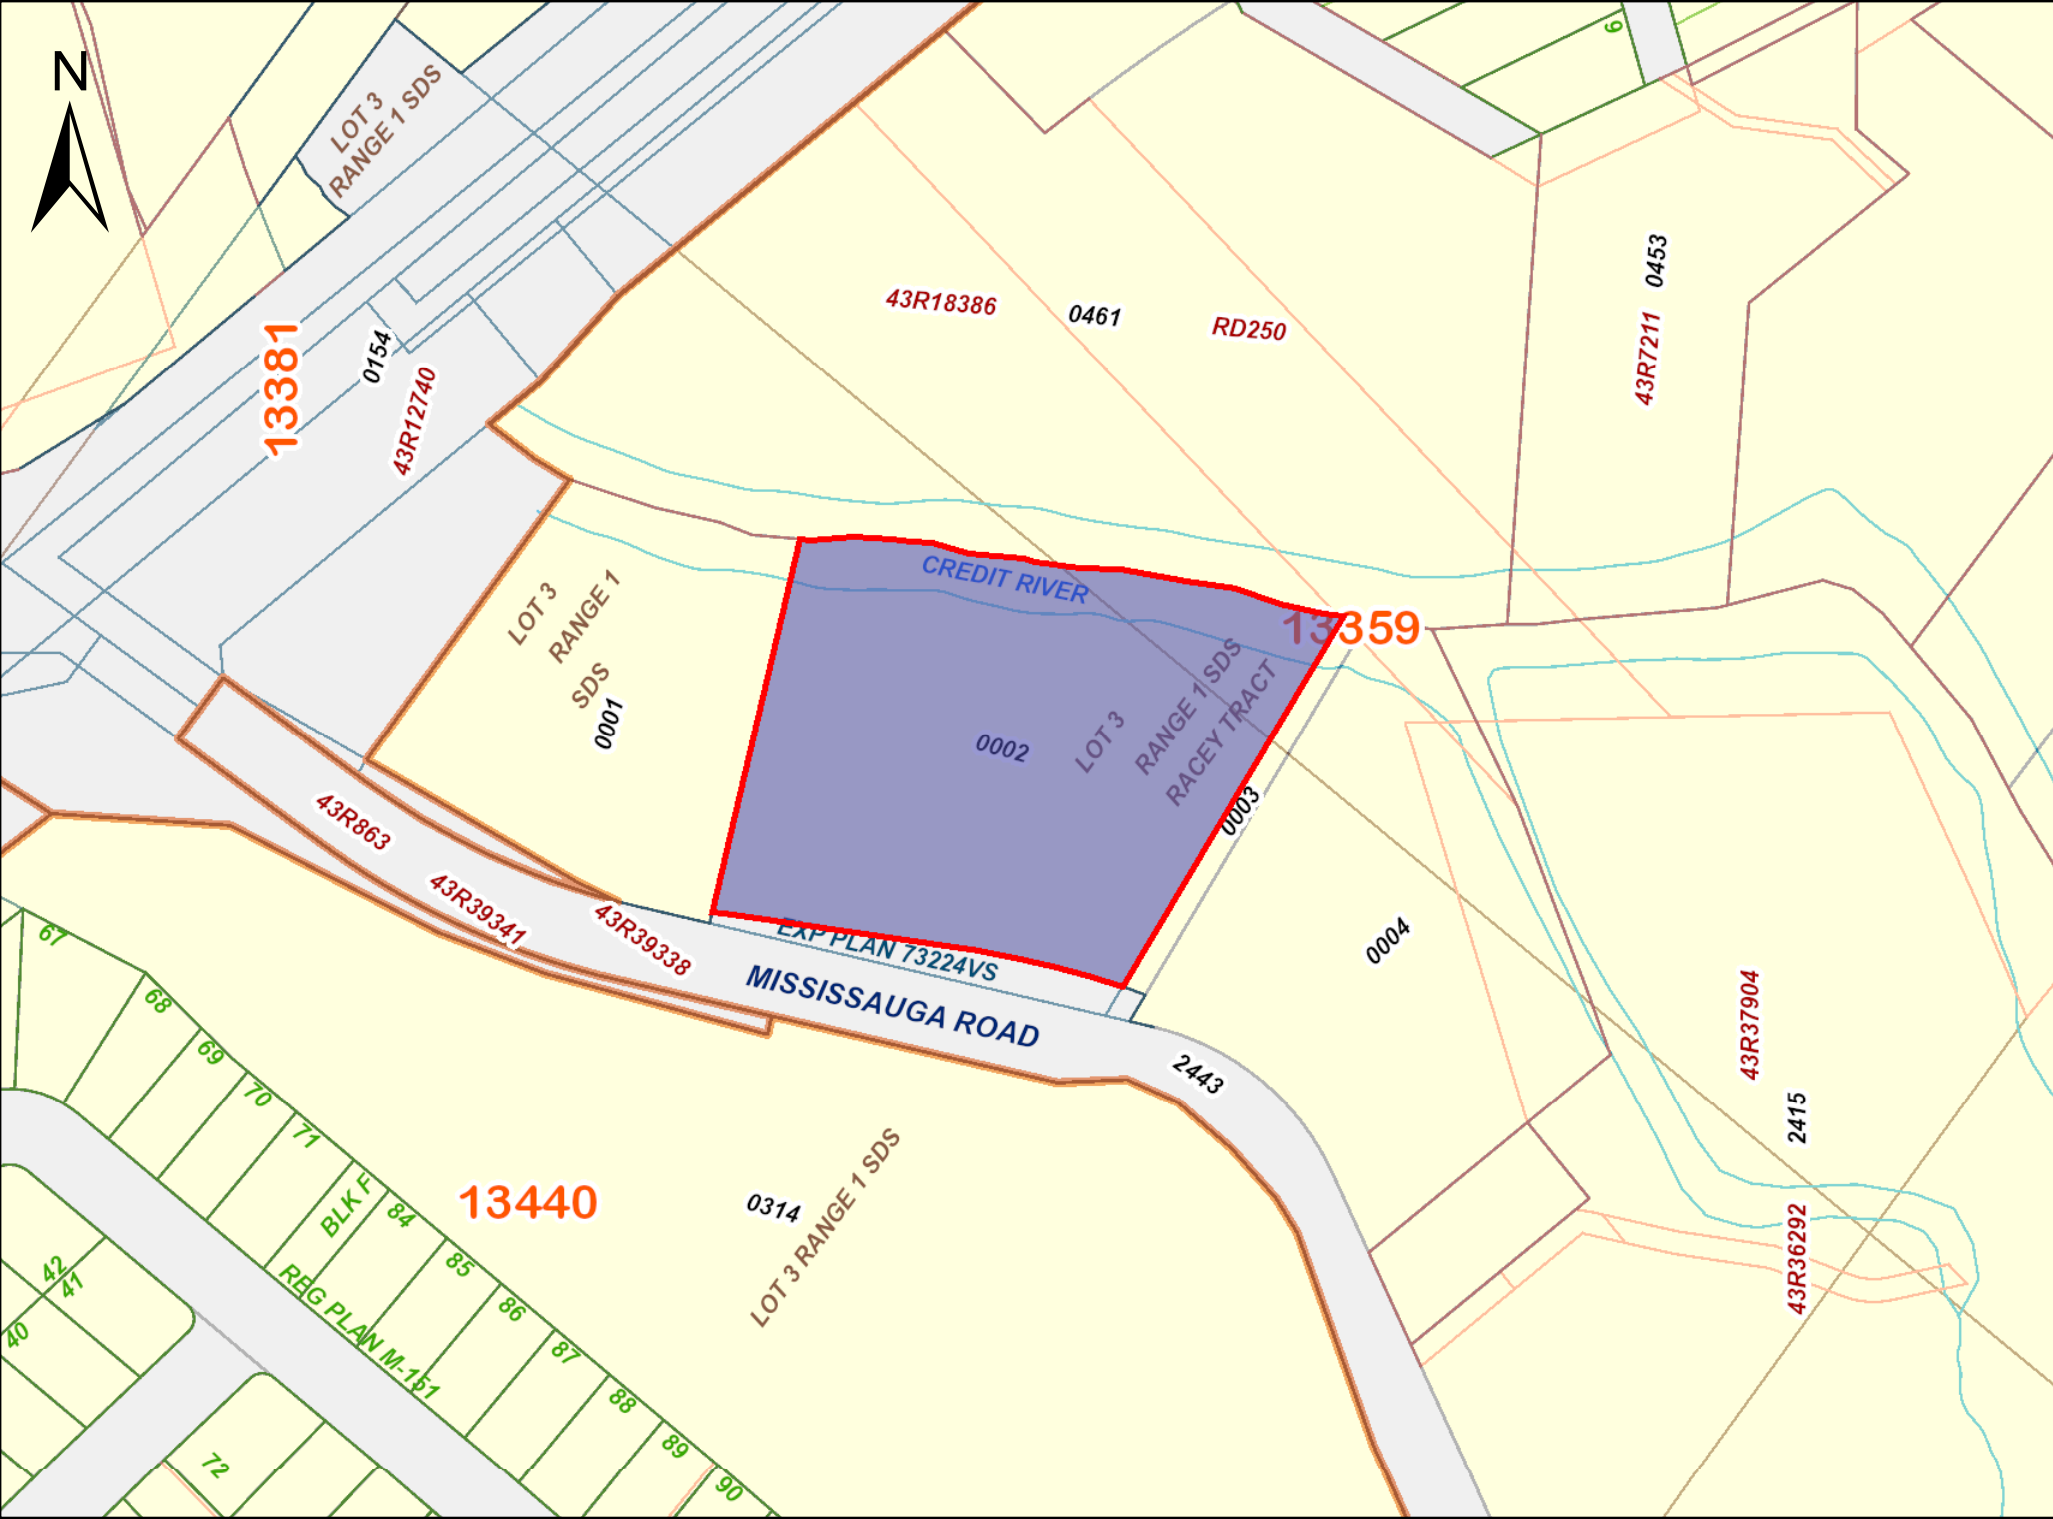 N
LOT 3
RANGE 1 SDS
6
13381
0154
43R12740
43R18386
0461
RD250
0453
43R7211
CREDIT RIVER
13359
LOT 3
RANGE 1
SDS
0001
0002
LOT 3
RANGE 1 SDS
RACEY TRACT
0003
0004
43R863
43R39341
43R39338
EXP PLAN 73224VS
MISSISSAUGA ROAD
2443
43R37904
2415
43R36292
13440
0314
LOT 3 RANGE 1 SDS
67
68
69
70
71
BLK F
84
85
86
87
88
89
90
REG PLAN M-151
42
41
40
72